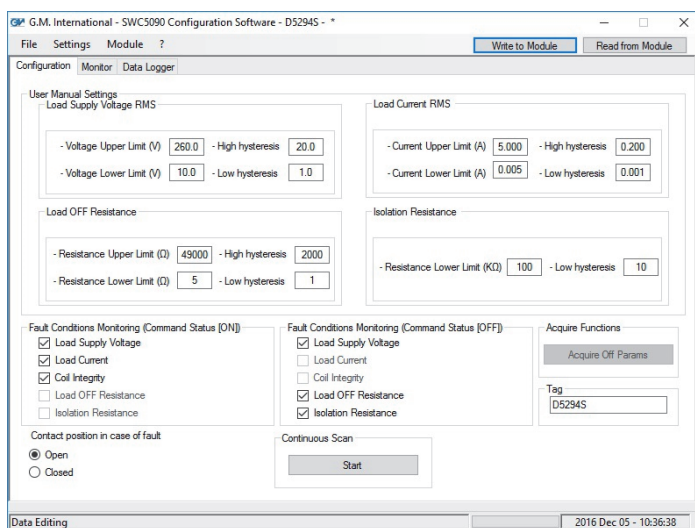 G.M. International - SWC5090 Configuration Software - D5294S - *
File Settings Module ? Write to Module Read from Module
Configuration Monitor Data Logger
User Manual Settings
Load Supply Voltage RMS
- Voltage Upper Limit (V) 260.0 - High hysteresis 20.0
- Voltage Lower Limit (V) 10.0 - Low hysteresis 1.0
Load Current RMS
- Current Upper Limit (A) 5.000 - High hysteresis 0.200
- Current Lower Limit (A) 0.005 - Low hysteresis 0.001
Load OFF Resistance
- Resistance Upper Limit (Ω) 49000 - High hysteresis 2000
- Resistance Lower Limit (Ω) 5 - Low hysteresis 1
Isolation Resistance
- Resistance Lower Limit (KΩ) 100 - Low hysteresis 10
Fault Conditions Monitoring (Command Status [ON])
Load Supply Voltage
Load Current
Coil Integrity
Load OFF Resistance
Isolation Resistance
Fault Conditions Monitoring (Command Status [OFF])
Load Supply Voltage
Load Current
Coil Integrity
Load OFF Resistance
Isolation Resistance
Acquire Functions
Acquire Off Params
Tag
D5294S
Contact position in case of fault
Open
Closed
Continuous Scan
Start
Data Editing 2016 Dec 05 - 10:36:38